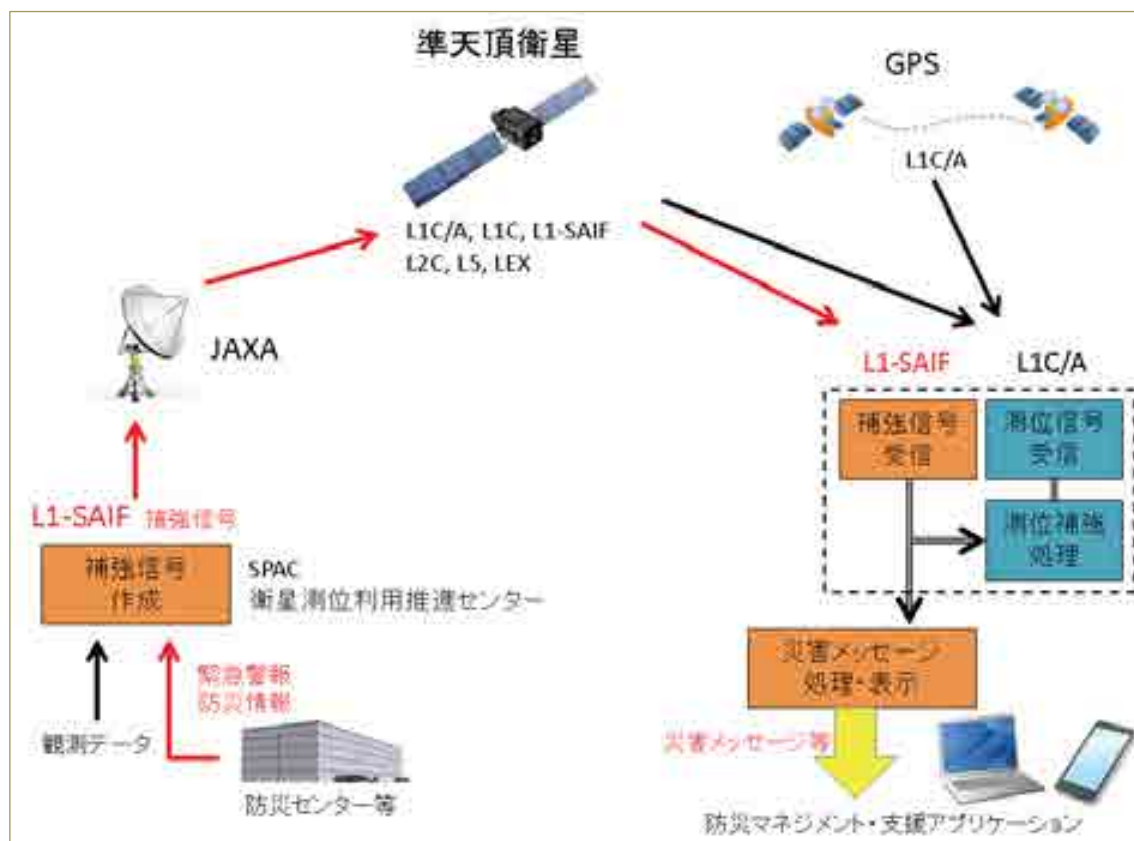 準天頂衛星
GPS
L1C/A
L1C/A, L1C, L1-SAIF
L2C, L5, LEX
JAXA
L1-SAIF 補強信号
補強信号
作成
SPAC
衛星測位利用推進センター
緊急警報
防災情報
観測データ
防災センター等
L1-SAIF
L1C/A
補強信号
受信
測位信号
受信
測位補強
処理
災害メッセージ
処理・表示
災害メッセージ等
防災マネジメント・支援アプリケーション